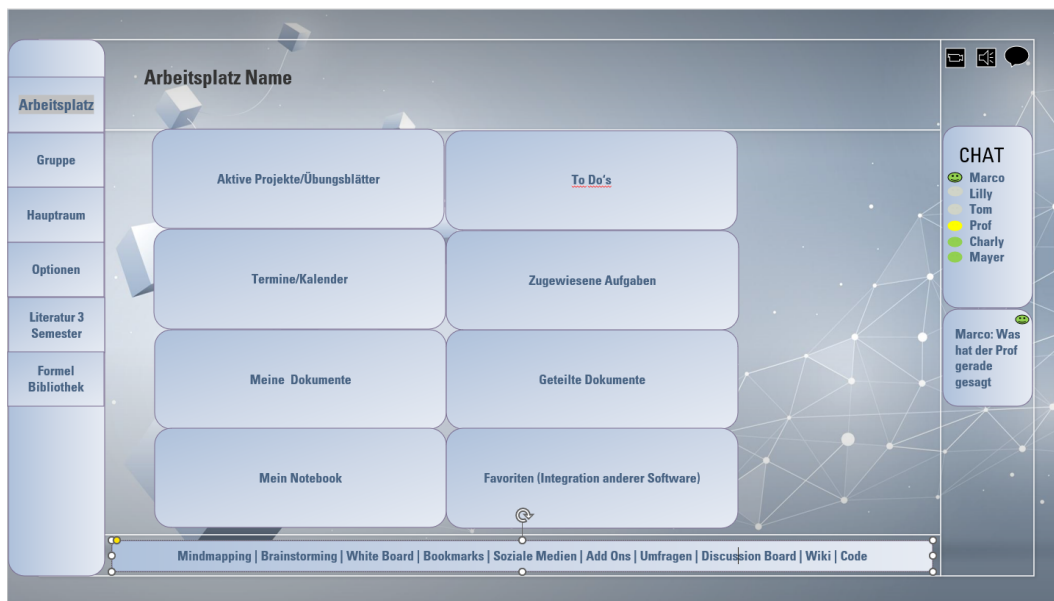 Arbeitsplatz Name
Arbeitsplatz
Gruppe
Hauptraum
Optionen
Literatur 3
Semester
Formel
Bibliothek
Aktive Projekte/Übungsblätter
To Do's
Termine/Kalender
Zugewiesene Aufgaben
Meine Dokumente
Geteilte Dokumente
Mein Notebook
Favoriten (Integration anderer Software)
Mindmapping | Brainstorming | White Board | Bookmarks | Soziale Medien | Add Ons | Umfragen | Discussion Board | Wiki | Code
CHAT
Marco
Lilly
Tom
Prof
Charly
Mayer
Marco: Was
hat der Prof
gerade
gesagt